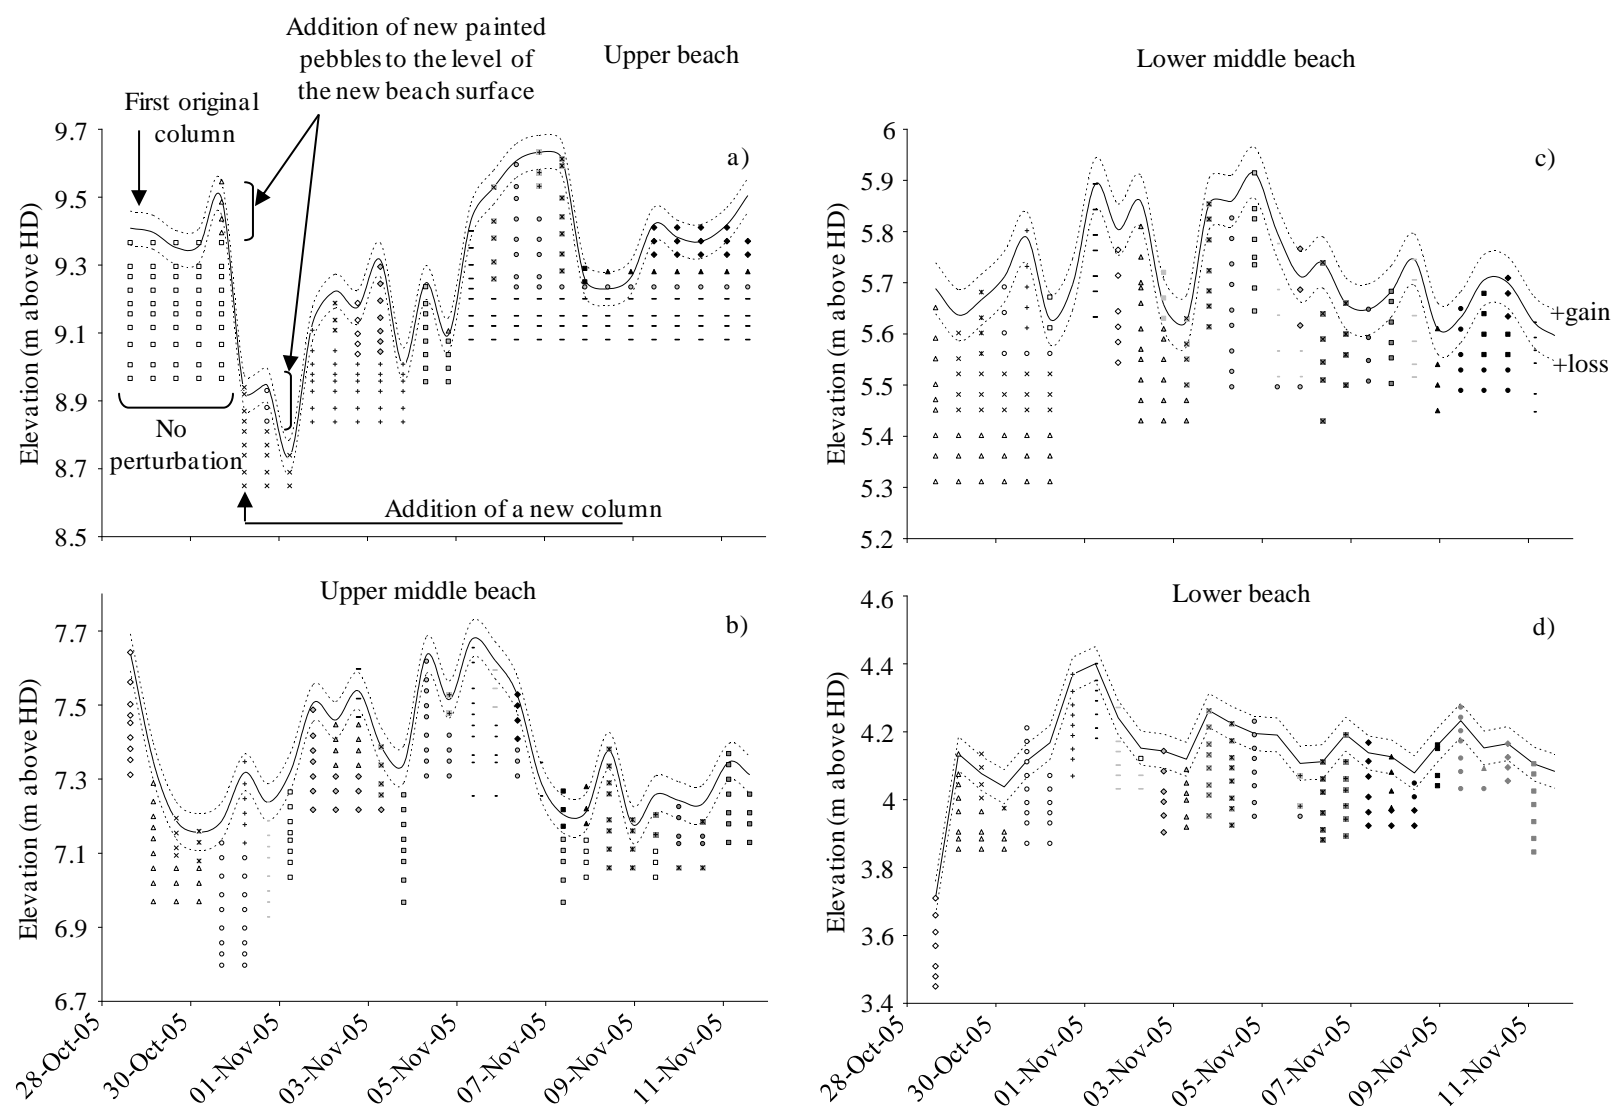 Addition of new painted
pebbles to the level of
the new beach surface
Upper beach
First original
column
a)
Elevation (m above HD)
9.7
9.5
9.3
9.1
8.9
8.7
8.5
No
perturbation
Addition of a new column
Lower middle beach
c)
Elevation (m above HD)
6
5.9
5.8
5.7
5.6
5.5
5.4
5.3
5.2
+gain
+loss
Upper middle beach
b)
Elevation (m above HD)
7.7
7.5
7.3
7.1
6.9
6.7
28-Oct-05
30-Oct-05
01-Nov-05
03-Nov-05
05-Nov-05
07-Nov-05
09-Nov-05
11-Nov-05
Lower beach
d)
Elevation (m above HD)
4.6
4.4
4.2
4
3.8
3.6
3.4
28-Oct-05
30-Oct-05
01-Nov-05
03-Nov-05
05-Nov-05
07-Nov-05
09-Nov-05
11-Nov-05